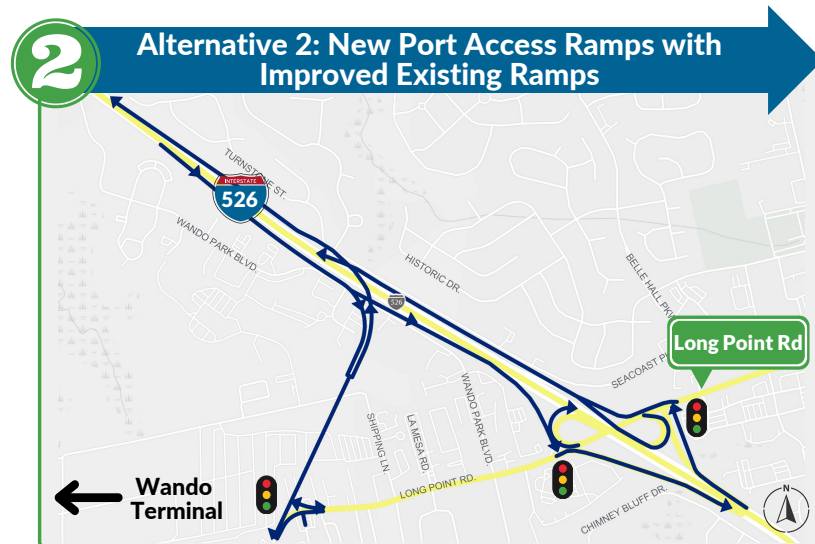 2
Alternative 2: New Port Access Ramps with
Improved Existing Ramps
TURNSTONE ST.
INTERSTATE
526
WANDO PARK BLVD.
HISTORIC DR.
526
BELLE HALL PK
Long Point Rd
SEACOAST P
WANDO PARK BLVD.
LA MESA RD.
SHIPPING LN.
LONG POINT RD.
Wando
Terminal
CHIMNEY BLUFF DR.
N